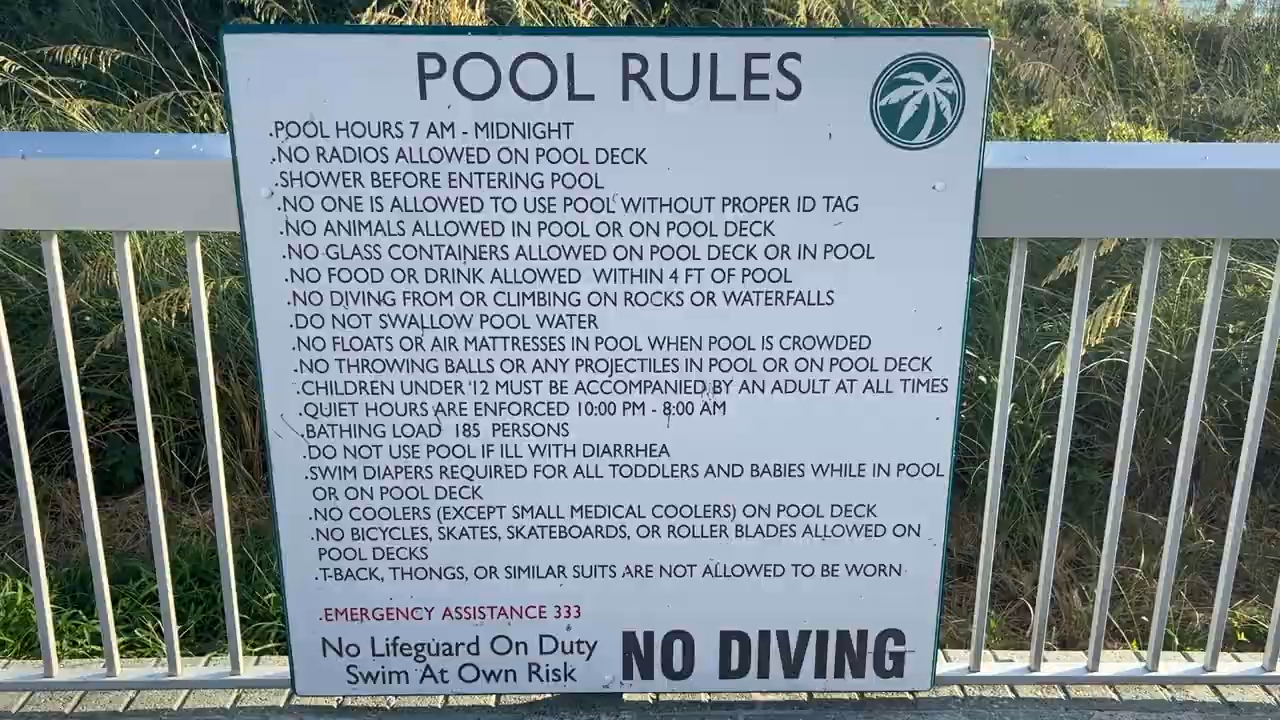 POOL RULES
.POOL HOURS 7 AM - MIDNIGHT
.NO RADIOS ALLOWED ON POOL DECK
.SHOWER BEFORE ENTERING POOL
.NO ONE IS ALLOWED TO USE POOL WITHOUT PROPER ID TAG
.NO ANIMALS ALLOWED IN POOL OR ON POOL DECK
.NO GLASS CONTAINERS ALLOWED ON POOL DECK OR IN POOL
.NO FOOD OR DRINK ALLOWED WITHIN 4 FT OF POOL
.NO DIVING FROM OR CLIMBING ON ROCKS OR WATERFALLS
.DO NOT SWALLOW POOL WATER
.NO FLOATS OR AIR MATTRESSES IN POOL WHEN POOL IS CROWDED
.NO THROWING BALLS OR ANY PROJECTILES IN POOL OR ON POOL DECK
.CHILDREN UNDER 12 MUST BE ACCOMPANIED BY AN ADULT AT ALL TIMES
.QUIET HOURS ARE ENFORCED 10:00 PM - 8:00 AM
.BATHING LOAD 185 PERSONS
.DO NOT USE POOL IF ILL WITH DIARRHEA
.SWIM DIAPERS REQUIRED FOR ALL TODDLERS AND BABIES WHILE IN POOL
OR ON POOL DECK
.NO COOLERS (EXCEPT SMALL MEDICAL COOLERS) ON POOL DECK
.NO BICYCLES, SKATES, SKATEBOARDS, OR ROLLER BLADES ALLOWED ON
POOL DECKS
.T-BACK, THONGS, OR SIMILAR SUITS ARE NOT ALLOWED TO BE WORN
.EMERGENCY ASSISTANCE 333
No Lifeguard On Duty
Swim At Own Risk
NO DIVING